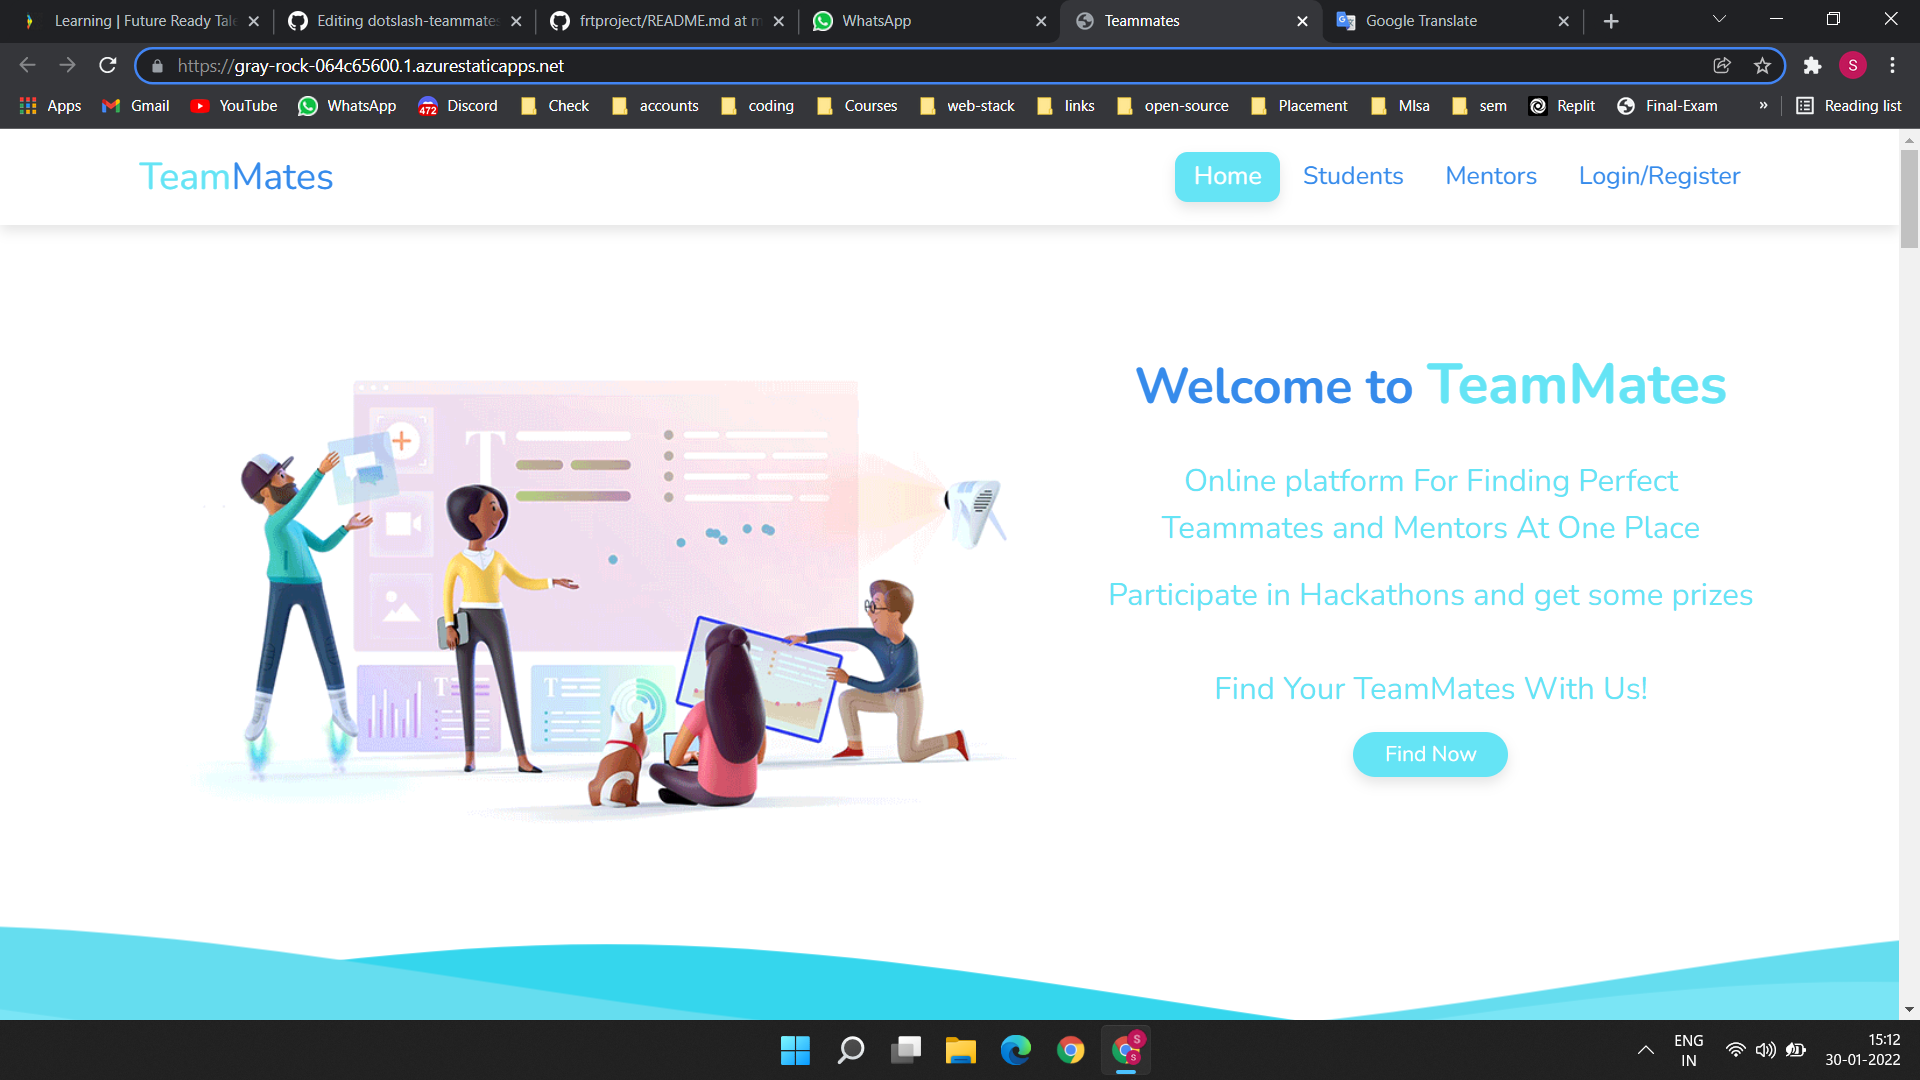 Learning | Future Ready Tale
Editing dotslash-teammates
frtproject/README.md at m
WhatsApp
Teammates
Google Translate
https://gray-rock-064c65600.1.azurestaticapps.net
S
Apps
Gmail
YouTube
WhatsApp
472
Discord
Check
accounts
coding
Courses
web-stack
links
open-source
Placement
Mlsa
sem
Replit
Final-Exam
»
Reading list
TeamMates
Home
Students
Mentors
Login/Register
T
T
T
Welcome to TeamMates
Online platform For Finding Perfect
Teammates and Mentors At One Place
Participate in Hackathons and get some prizes
Find Your TeamMates With Us!
Find Now
S
S
ENG
IN
15:12
30-01-2022